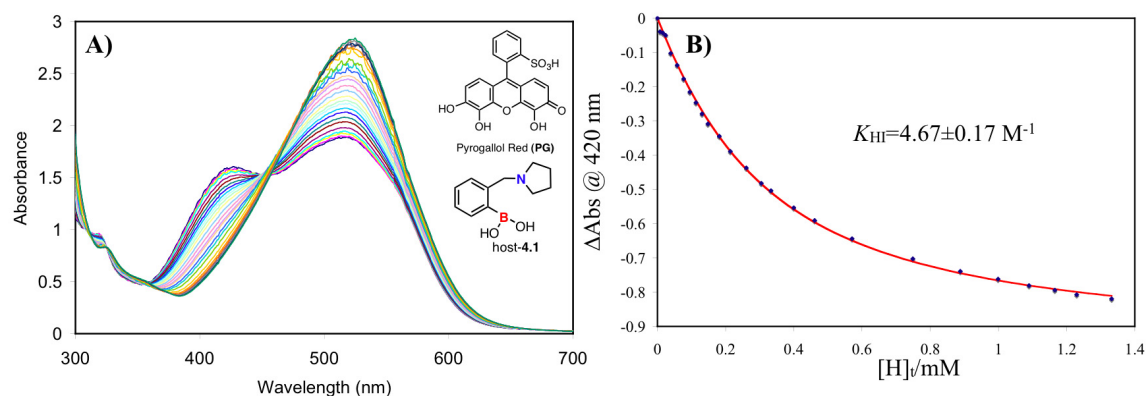 A)
3
2.5
2
1.5
1
0.5
0
300
400
500
600
700
Absorbance
Wavelength (nm)
SO₃H
HO
O
O
OH
OH
Pyrogallol Red (PG)
N
B
HO
OH
host-4.1
B)
0
-0.1
-0.2
-0.3
-0.4
-0.5
-0.6
-0.7
-0.8
-0.9
0
0.2
0.4
0.6
0.8
1
1.2
1.4
ΔAbs @ 420 nm
[H]ₜ/mM
K_HI=4.67±0.17 M⁻¹